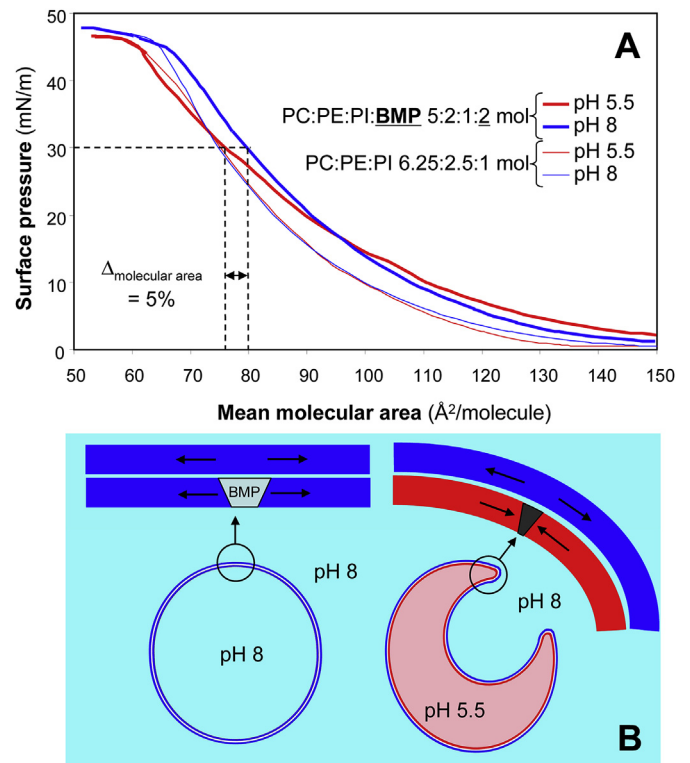 A
50
40
30
20
10
0
Surface pressure (mN/m)
PC:PE:PI:BMP 5:2:1:2 mol
pH 5.5
pH 8
PC:PE:PI 6.25:2.5:1 mol
pH 5.5
pH 8
Δmolecular area
= 5%
50 60 70 80 90 100 110 120 130 140 150
Mean molecular area (Å²/molecule)
BMP
pH 8
pH 8
pH 8
pH 5.5
B